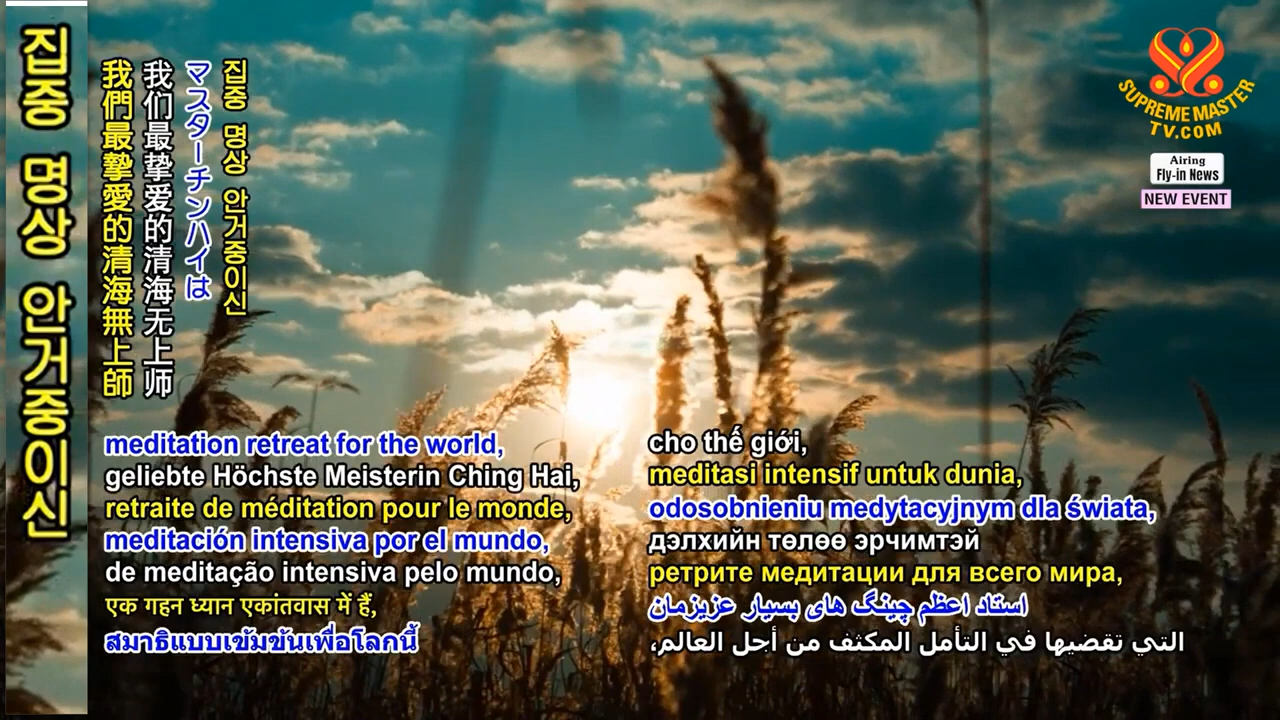 집중 명상 안거중이신
我們最摯愛的清海無上師
我们最挚爱的清海无上师
マスターチンハイは
집중 명상 안거중이신
SUPREME MASTER
TV.COM
Airing
Fly-in News
NEW EVENT
meditation retreat for the world,
geliebte Höchste Meisterin Ching Hai,
retraite de méditation pour le monde,
meditación intensiva por el mundo,
de meditação intensiva pelo mundo,
एक गहन ध्यान एकांतवास में हैं,
สมาธิแบบเข้มข้นเพื่อโลกนี้
cho thế giới,
meditasi intensif untuk dunia,
odosobnieniu medytacyjnym dla świata,
дэлхийн төлөө эрчимтэй
ретрите медитации для всего мира,
استاد اعظم چینگ های بسیار عزیزمان
التي تقضيها في التأمل المكثف من أجل العالم،